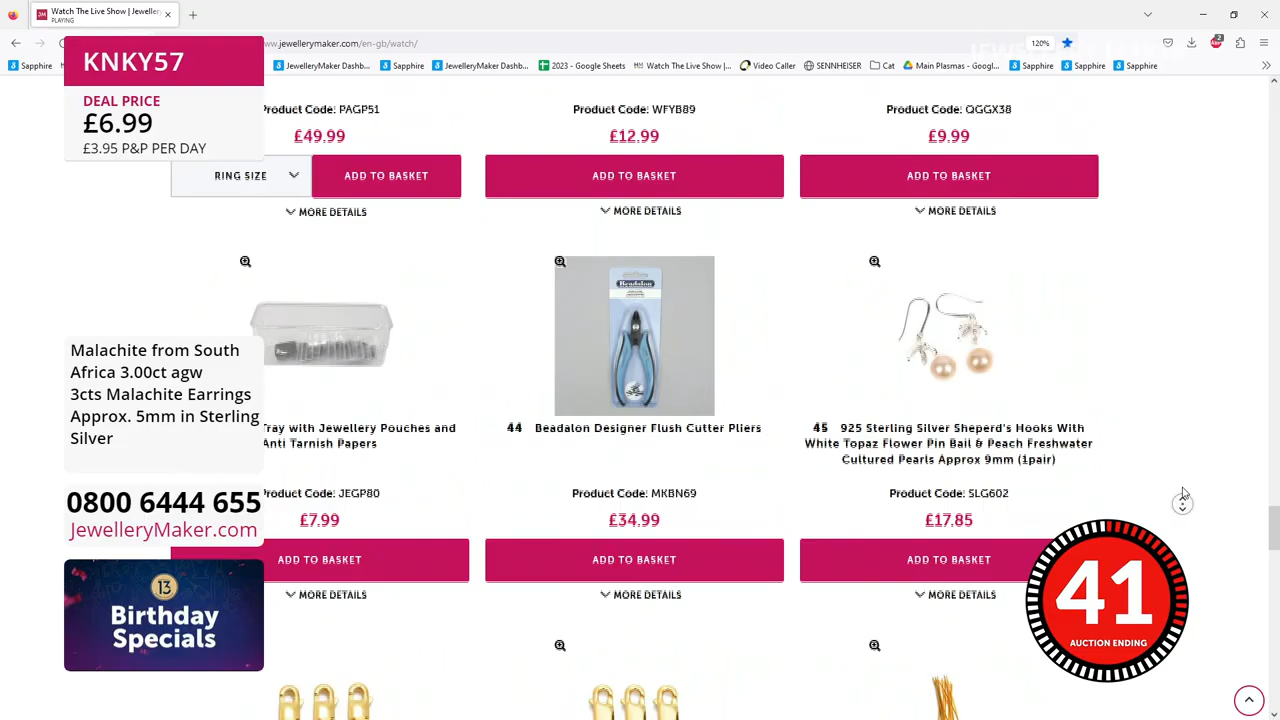 Watch The Live Show | Jeweller
PLAYING
ww.jewellerymaker.com/en-gb/watch/
120%
2
Sapphire
JewelleryMaker Dashb...
Sapphire
JewelleryMaker Dashb...
2023 - Google Sheets
Watch The Live Show |...
Video Caller
SENNHEISER
Cat
Main Plasmas - Googl...
Sapphire
Sapphire
Sapphire
KNKY57
DEAL PRICE
£6.99
£3.95 P&P PER DAY
Product Code: PAGP51
£49.99
RING SIZE
ADD TO BASKET
MORE DETAILS
Product Code: WFYB89
£12.99
ADD TO BASKET
MORE DETAILS
Product Code: QGGX38
£9.99
ADD TO BASKET
MORE DETAILS
Malachite from South
Africa 3.00ct agw
3cts Malachite Earrings
Approx. 5mm in Sterling
Silver
Tray with Jewellery Pouches and
Anti Tarnish Papers
Product Code: JEGP80
£7.99
ADD TO BASKET
MORE DETAILS
Beadalon
44 Beadalon Designer Flush Cutter Pliers
Product Code: MKBN69
£34.99
ADD TO BASKET
MORE DETAILS
45 925 Sterling Silver Sheperd's Hooks With
White Topaz Flower Pin Bail & Peach Freshwater
Cultured Pearls Approx 9mm (1pair)
Product Code: SLG602
£17.85
ADD TO BASKET
MORE DETAILS
0800 6444 655
JewelleryMaker.com
13
Birthday
Specials
41
AUCTION ENDING